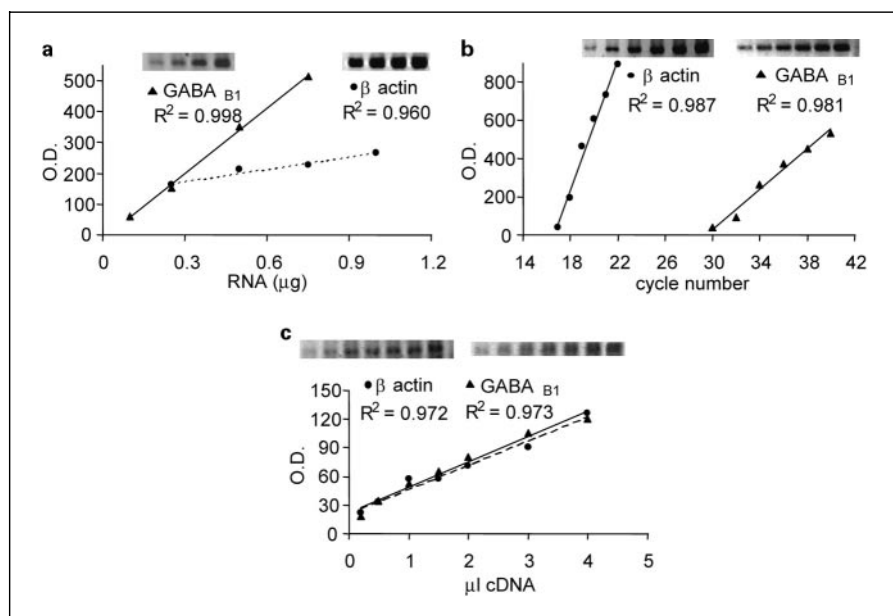 a
GABA B1
R2 = 0.998
β actin
R2 = 0.960
500
400
300
200
100
0
O.D.
0.3 0.6 0.9 1.2
RNA (μg)
b
β actin
R2 = 0.987
GABA B1
R2 = 0.981
800
600
400
200
0
O.D.
14 18 22 26 30 34 38 42
cycle number
c
β actin GABA B1
R2 = 0.972 R2 = 0.973
150
120
90
60
30
0
O.D.
0 1 2 3 4 5
μl cDNA